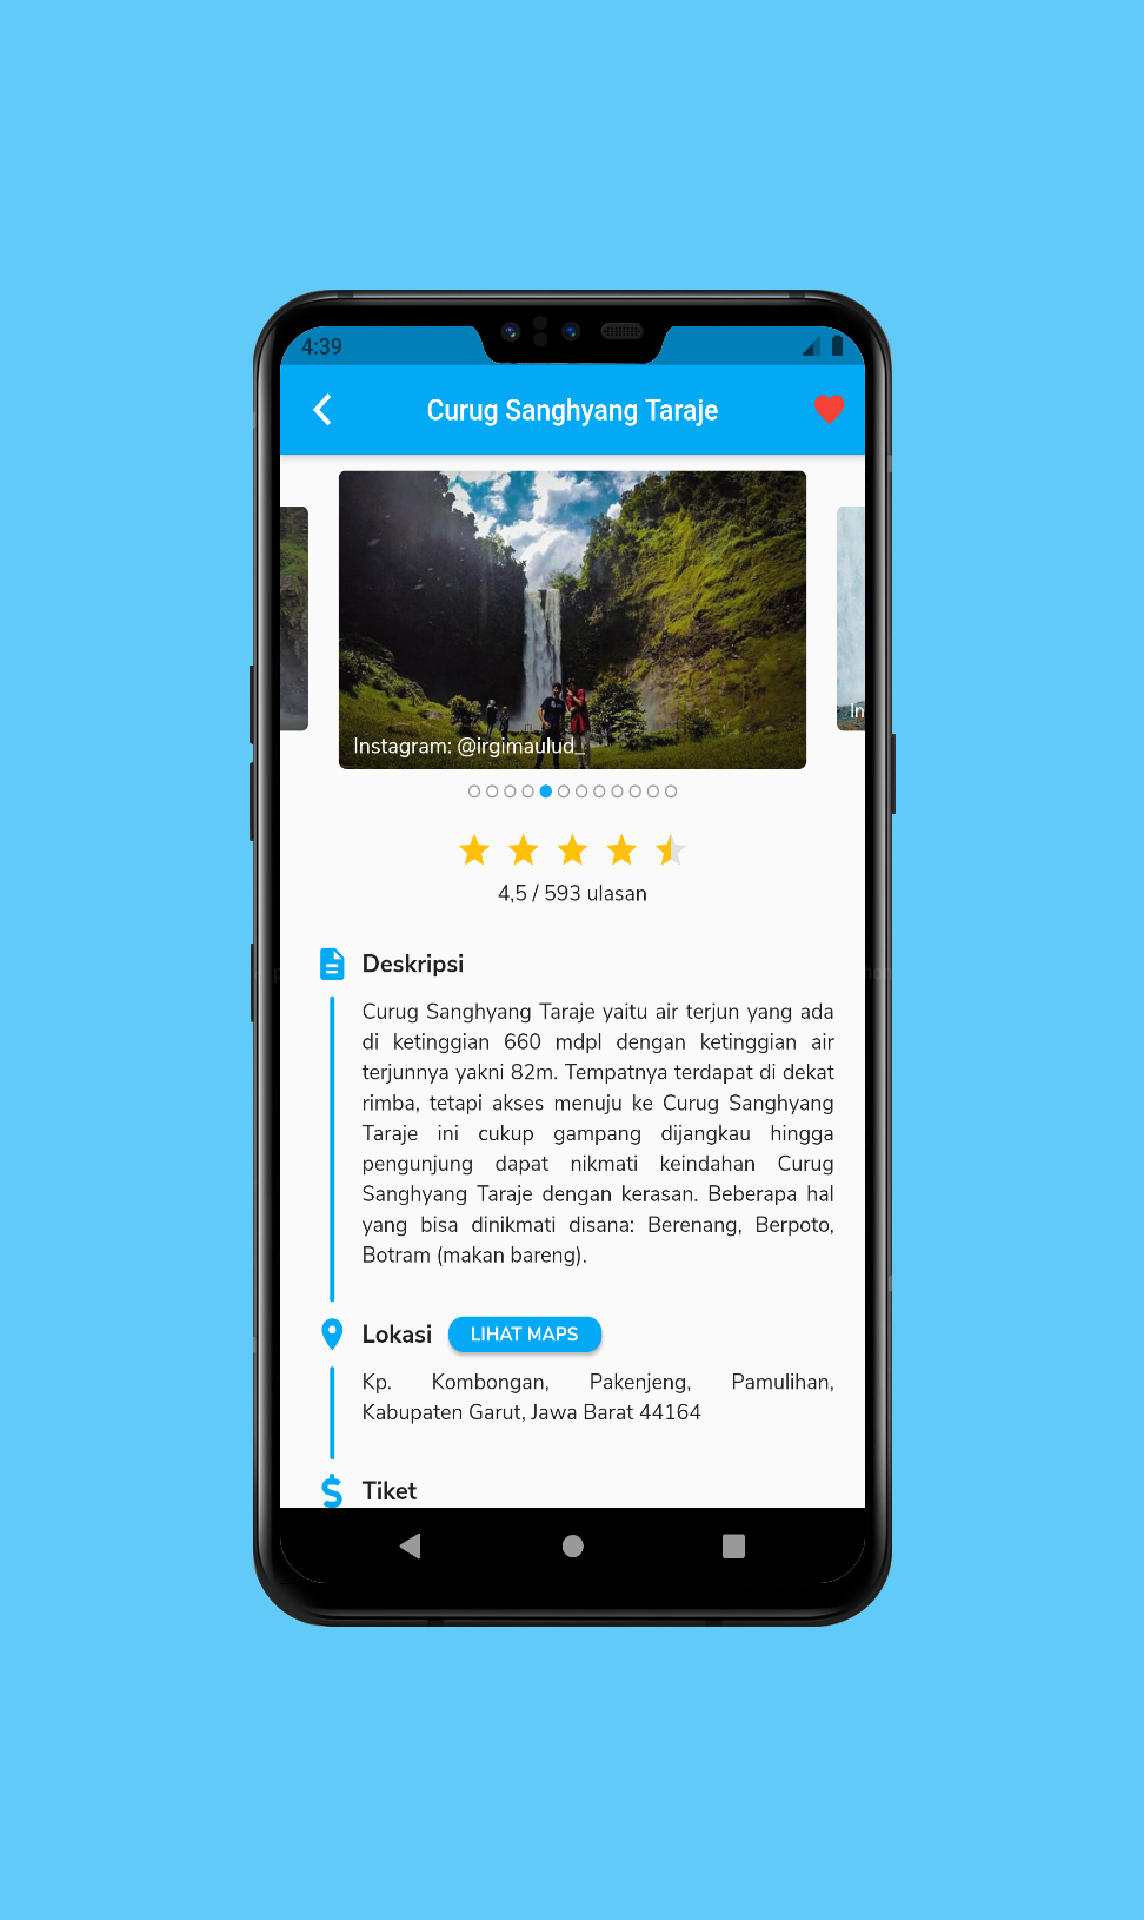 4:39
Curug Sanghyang Taraje
Instagram: @irgimaulud_
In
4,5 / 593 ulasan
Deskripsi
Curug Sanghyang Taraje yaitu air terjun yang ada
di ketinggian 660 mdpl dengan ketinggian air
terjunnya yakni 82m. Tempatnya terdapat di dekat
rimba, tetapi akses menuju ke Curug Sanghyang
Taraje ini cukup gampang dijangkau hingga
pengunjung dapat nikmati keindahan Curug
Sanghyang Taraje dengan kerasan. Beberapa hal
yang bisa dinikmati disana: Berenang, Berpoto,
Botram (makan bareng).
Lokasi LIHAT MAPS
Kp. Kombongan, Pakenjeng, Pamulihan,
Kabupaten Garut, Jawa Barat 44164
Tiket